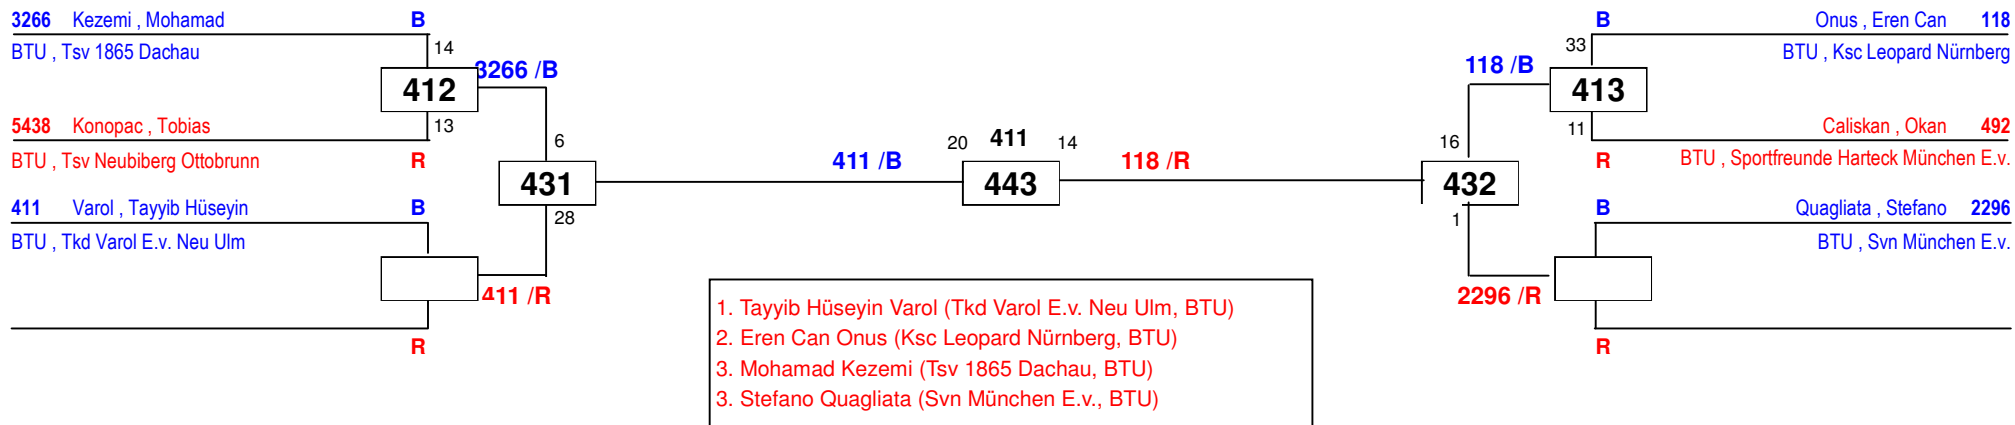 3266 Kezemi , Mohamad B
BTU , Tsv 1865 Dachau
14
412
3266 /B
13
5438 Konopac , Tobias
BTU , Tsv Neubiberg Ottobrunn R
6
431
28
411 Varol , Tayyib Hüseyin B
BTU , Tkd Varol E.v. Neu Ulm
411 /R
R
411 /B
20 411 14
443
118 /R
B Onus , Eren Can 118
BTU , Ksc Leopard Nürnberg
33
118 /B
413
11
Caliskan , Okan 492
R BTU , Sportfreunde Harteck München E.v.
16
432
1
B Quagliata , Stefano 2296
BTU , Svn München E.v.
2296 /R
R
1. Tayyib Hüseyin Varol (Tkd Varol E.v. Neu Ulm, BTU)
2. Eren Can Onus (Ksc Leopard Nürnberg, BTU)
3. Mohamad Kezemi (Tsv 1865 Dachau, BTU)
3. Stefano Quagliata (Svn München E.v., BTU)